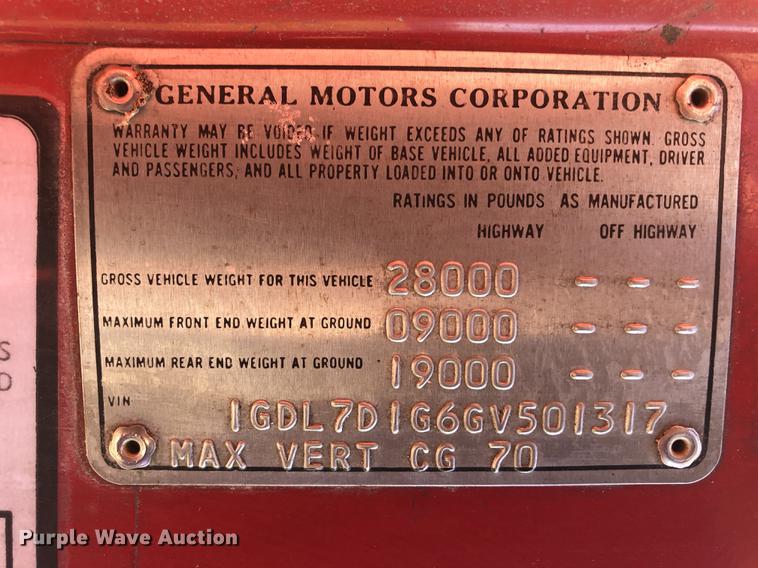 GENERAL MOTORS CORPORATION
WARRANTY MAY BE VOIDED IF WEIGHT EXCEEDS ANY OF RATINGS SHOWN. GROSS
VEHICLE WEIGHT INCLUDES WEIGHT OF BASE VEHICLE, ALL ADDED EQUIPMENT, DRIVER
AND PASSENGERS, AND ALL PROPERTY LOADED INTO OR ONTO VEHICLE.
RATINGS IN POUNDS AS MANUFACTURED
HIGHWAY OFF HIGHWAY
GROSS VEHICLE WEIGHT FOR THIS VEHICLE 28000 - - -
MAXIMUM FRONT END WEIGHT AT GROUND 09000 - - -
MAXIMUM REAR END WEIGHT AT GROUND 19000 - - -
VIN 1GDL7D1G6GV501317
MAX VERT CG 70
S
D
Purple Wave Auction